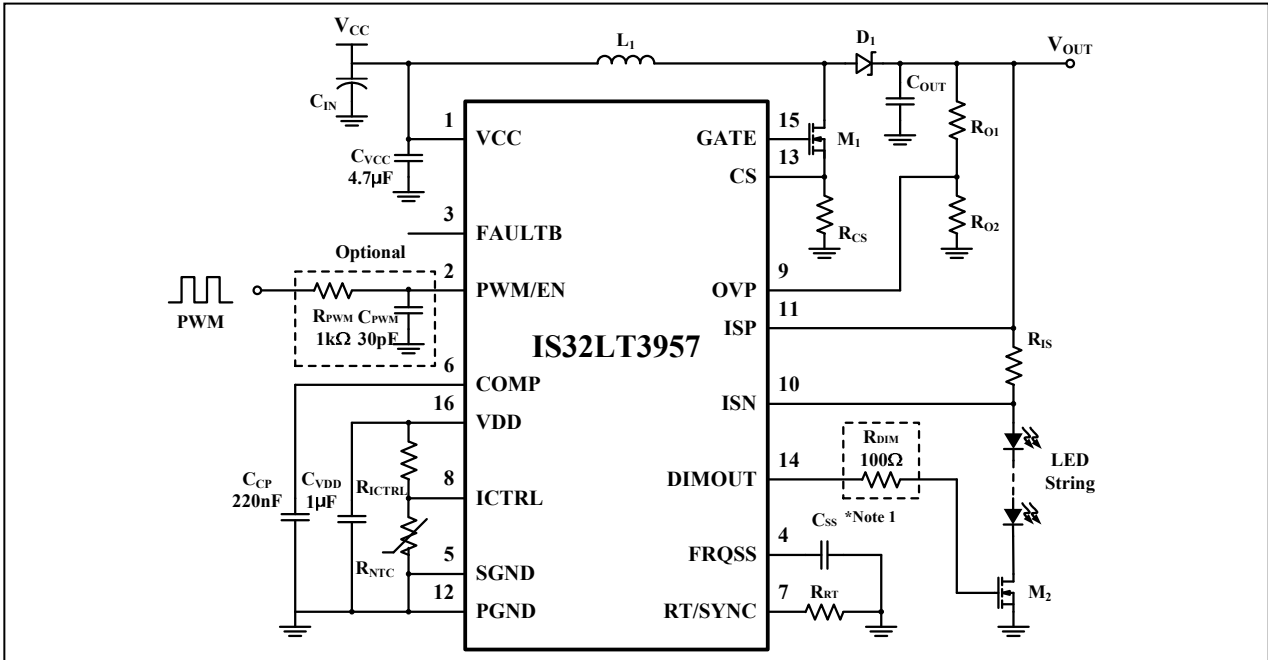 VCC
L1
D1
VOUT
CIN
COUT
1
VCC
15
GATE
M1
RO1
CVCC
4.7µF
13
CS
3
FAULTB
RCS
RO2
Optional
2
PWM/EN
9
OVP
PWM
RPWM
1kΩ
CPWM
30pF
11
ISP
IS32LT3957
RIS
6
COMP
10
ISN
16
VDD
RDIM
100Ω
14
DIMOUT
LED
String
CCP
220nF
CVDD
1µF
RICTRL
8
ICTRL
*Note 1
CSS
4
FRQSS
RNTC
5
SGND
12
PGND
7
RT/SYNC
RRT
M2